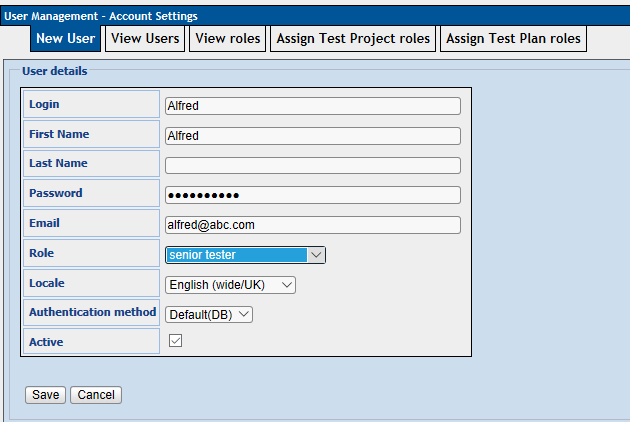 User Management - Account Settings
New User View Users View roles Assign Test Project roles Assign Test Plan roles
User details
Login Alfred
First Name Alfred
Last Name
Password ●●●●●●●●●●
Email alfred@abc.com
Role senior tester
Locale English (wide/UK)
Authentication method Default(DB)
Active
Save Cancel